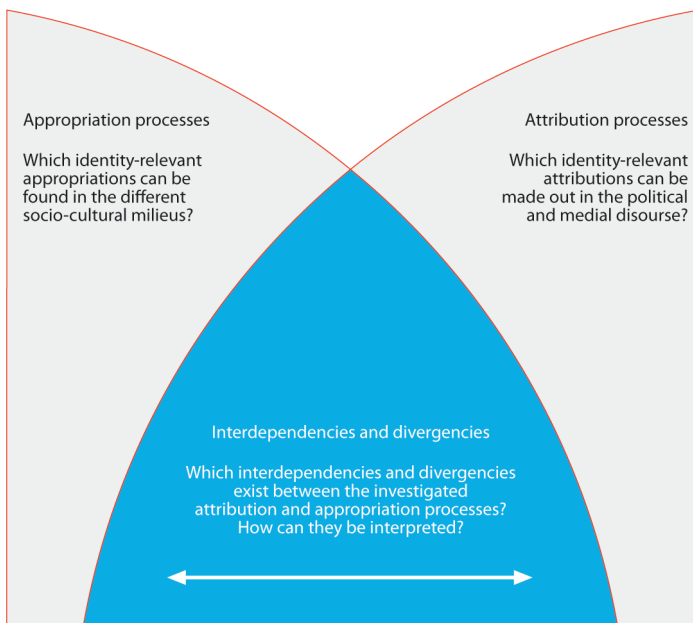 Appropriation processes
Which identity-relevant
appropriations can be
found in the different
socio-cultural milieus?
Attribution processes
Which identity-relevant
attributions can be
made out in the political
and medial disourse?
Interdependencies and divergencies
Which interdependencies and divergencies
exist between the investigated
attribution and appropriation processes?
How can they be interpreted?